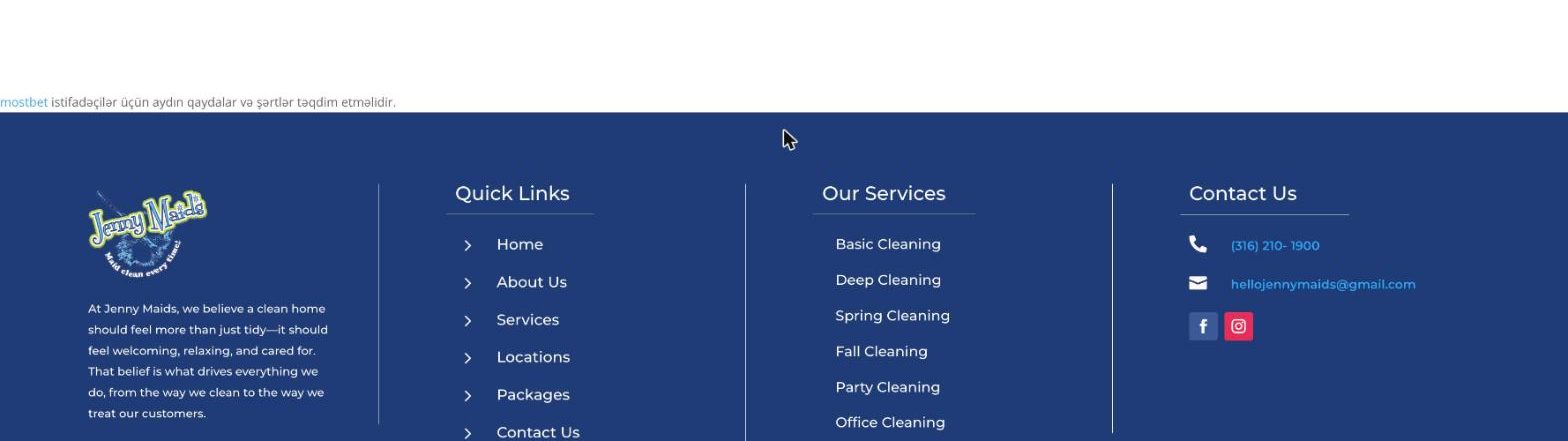 mostbet istifadəçilər üçün aydın qaydalar və şərtlər təqdim etməlidir.
Jenny Maids
Maid clean every time!
At Jenny Maids, we believe a clean home
should feel more than just tidy—it should
feel welcoming, relaxing, and cared for.
That belief is what drives everything we
do, from the way we clean to the way we
treat our customers.
Quick Links
Home
About Us
Services
Locations
Packages
Contact Us
Our Services
Basic Cleaning
Deep Cleaning
Spring Cleaning
Fall Cleaning
Party Cleaning
Office Cleaning
Contact Us
(316) 210- 1900
hellojennymaids@gmail.com